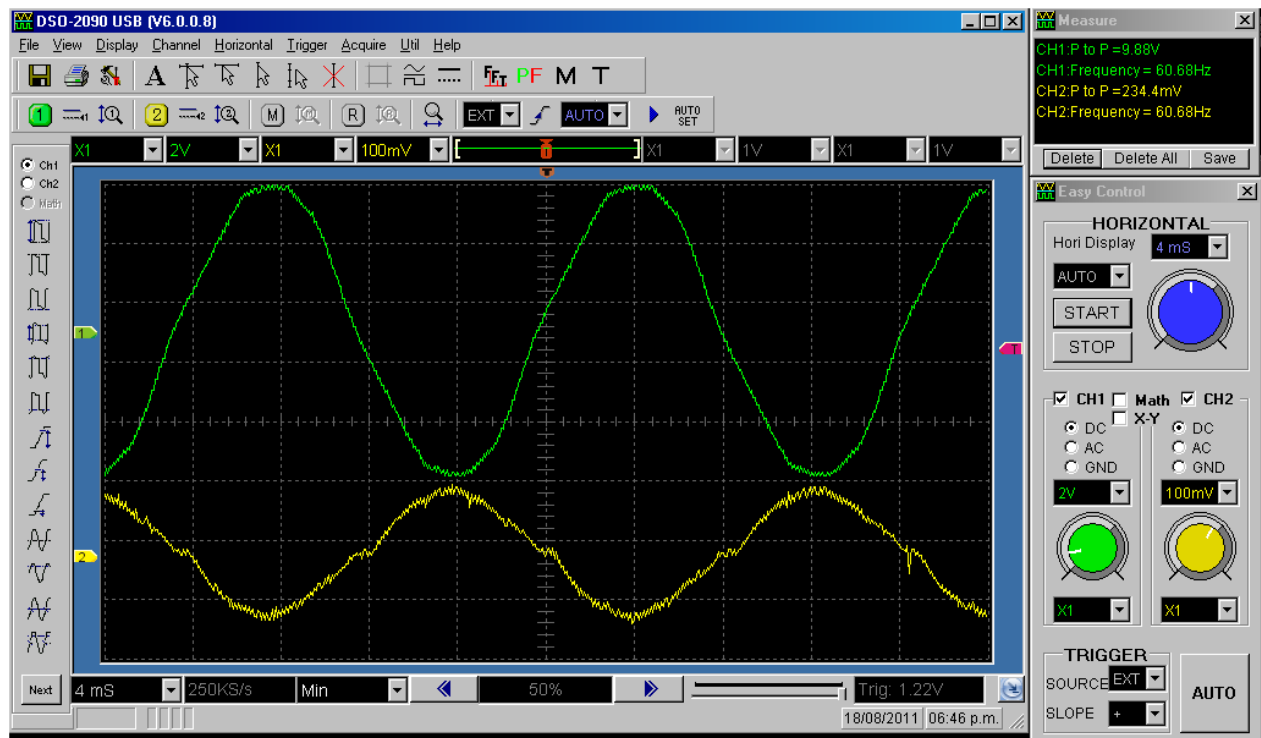 DSO-2090 USB (V6.0.0.8)
File View Display Channel Horizontal Trigger Acquire Util Help
A FFT PF M T
1 2 M R EXT AUTO AUTO SET
X1 2V X1 100mV X1 1V X1 1V
Ch1
Ch2
Math
1
2
T
T
Next
4 mS 250KS/s Min 50% Trig: 1.22V
18/08/2011 06:46 p.m.
Measure
CH1:P to P =9.88V
CH1:Frequency = 60.68Hz
CH2:P to P =234.4mV
CH2:Frequency = 60.68Hz
Delete Delete All Save
Easy Control
HORIZONTAL
Hori Display 4 mS
AUTO
START
STOP
CH1 Math CH2
X-Y
DC DC
AC AC
GND GND
2V 100mV
X1 X1
TRIGGER
SOURCE EXT
SLOPE +
AUTO